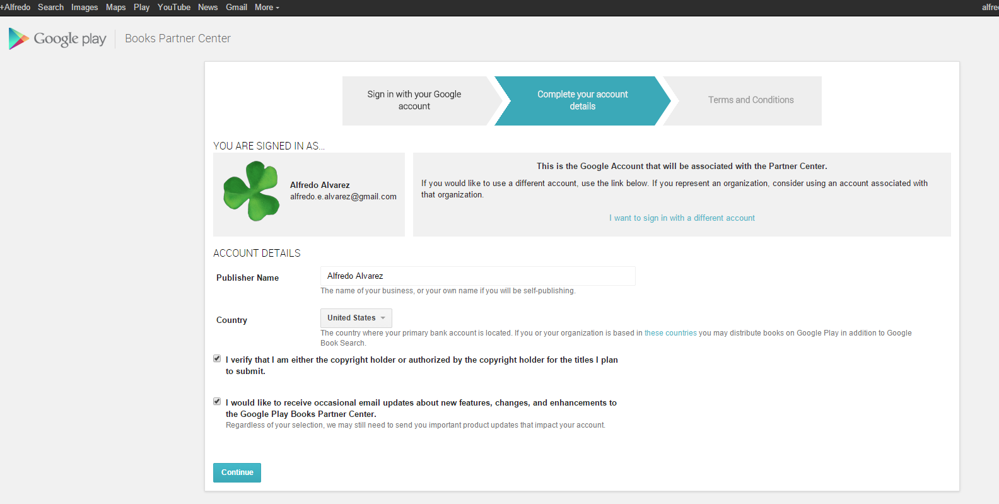 +Alfredo Search Images Maps Play YouTube News Gmail More
alfre
Google play Books Partner Center
Sign in with your Google
account
Complete your account
details
Terms and Conditions
YOU ARE SIGNED IN AS...
Alfredo Alvarez
alfredo.e.alvarez@gmail.com
This is the Google Account that will be associated with the Partner Center.
If you would like to use a different account, use the link below. If you represent an organization, consider using an account associated with
that organization.
I want to sign in with a different account
ACCOUNT DETAILS
Publisher Name
Alfredo Alvarez
The name of your business, or your own name if you will be self-publishing.
Country
United States
The country where your primary bank account is located. If you or your organization is based in these countries you may distribute books on Google Play in addition to Google
Book Search.
I verify that I am either the copyright holder or authorized by the copyright holder for the titles I plan
to submit.
I would like to receive occasional email updates about new features, changes, and enhancements to
the Google Play Books Partner Center.
Regardless of your selection, we may still need to send you important product updates that impact your account.
Continue